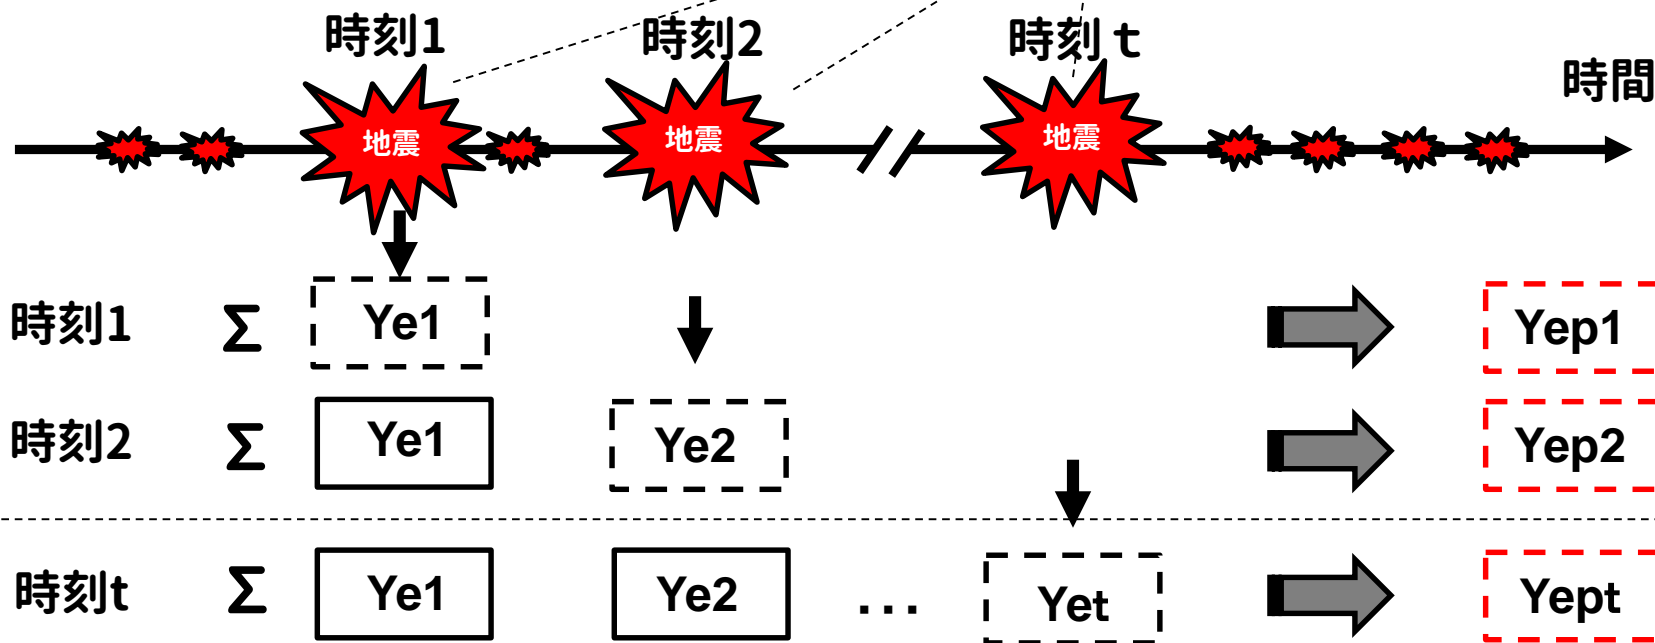 時刻1 時刻2 時刻t
時間
地震 地震 地震
時刻1 Σ Ye1 Yep1
時刻2 Σ Ye1 Ye2 Yep2
時刻t Σ Ye1 Ye2 ... Yet Yept